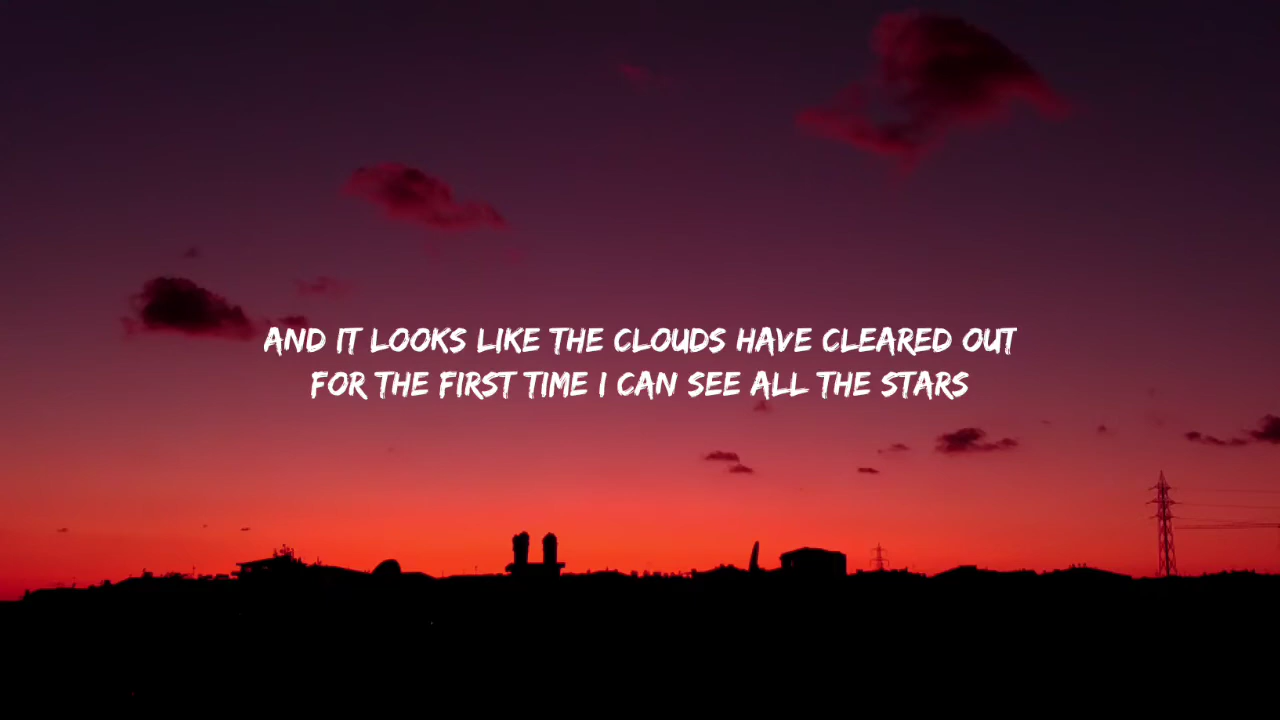 AND IT LOOKS LIKE THE CLOUDS HAVE CLEARED OUT
FOR THE FIRST TIME I CAN SEE ALL THE STARS